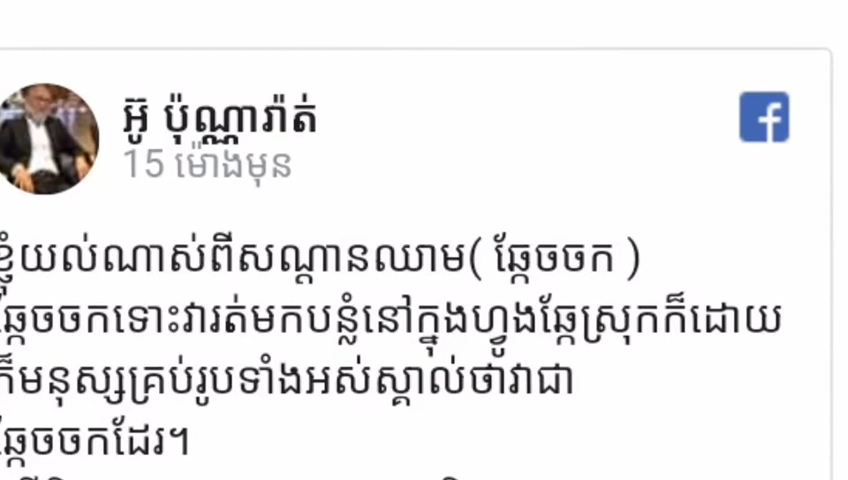 អ៊ូ ប៉ុណ្ណារ៉ាត់
15 ម៉ោងមុន
ខ្ញុំយល់ណាស់ពីសណ្ដានឈាម( ឆ្កែចចក )
ឆ្កែចចកទោះវារត់មកបន្លំនៅក្នុងហ្វូងឆ្កែស្រុកក៏ដោយ
ក៏មនុស្សគ្រប់រូបទាំងអស់ស្គាល់ថាវាជា
ឆ្កែចចកដែរ។